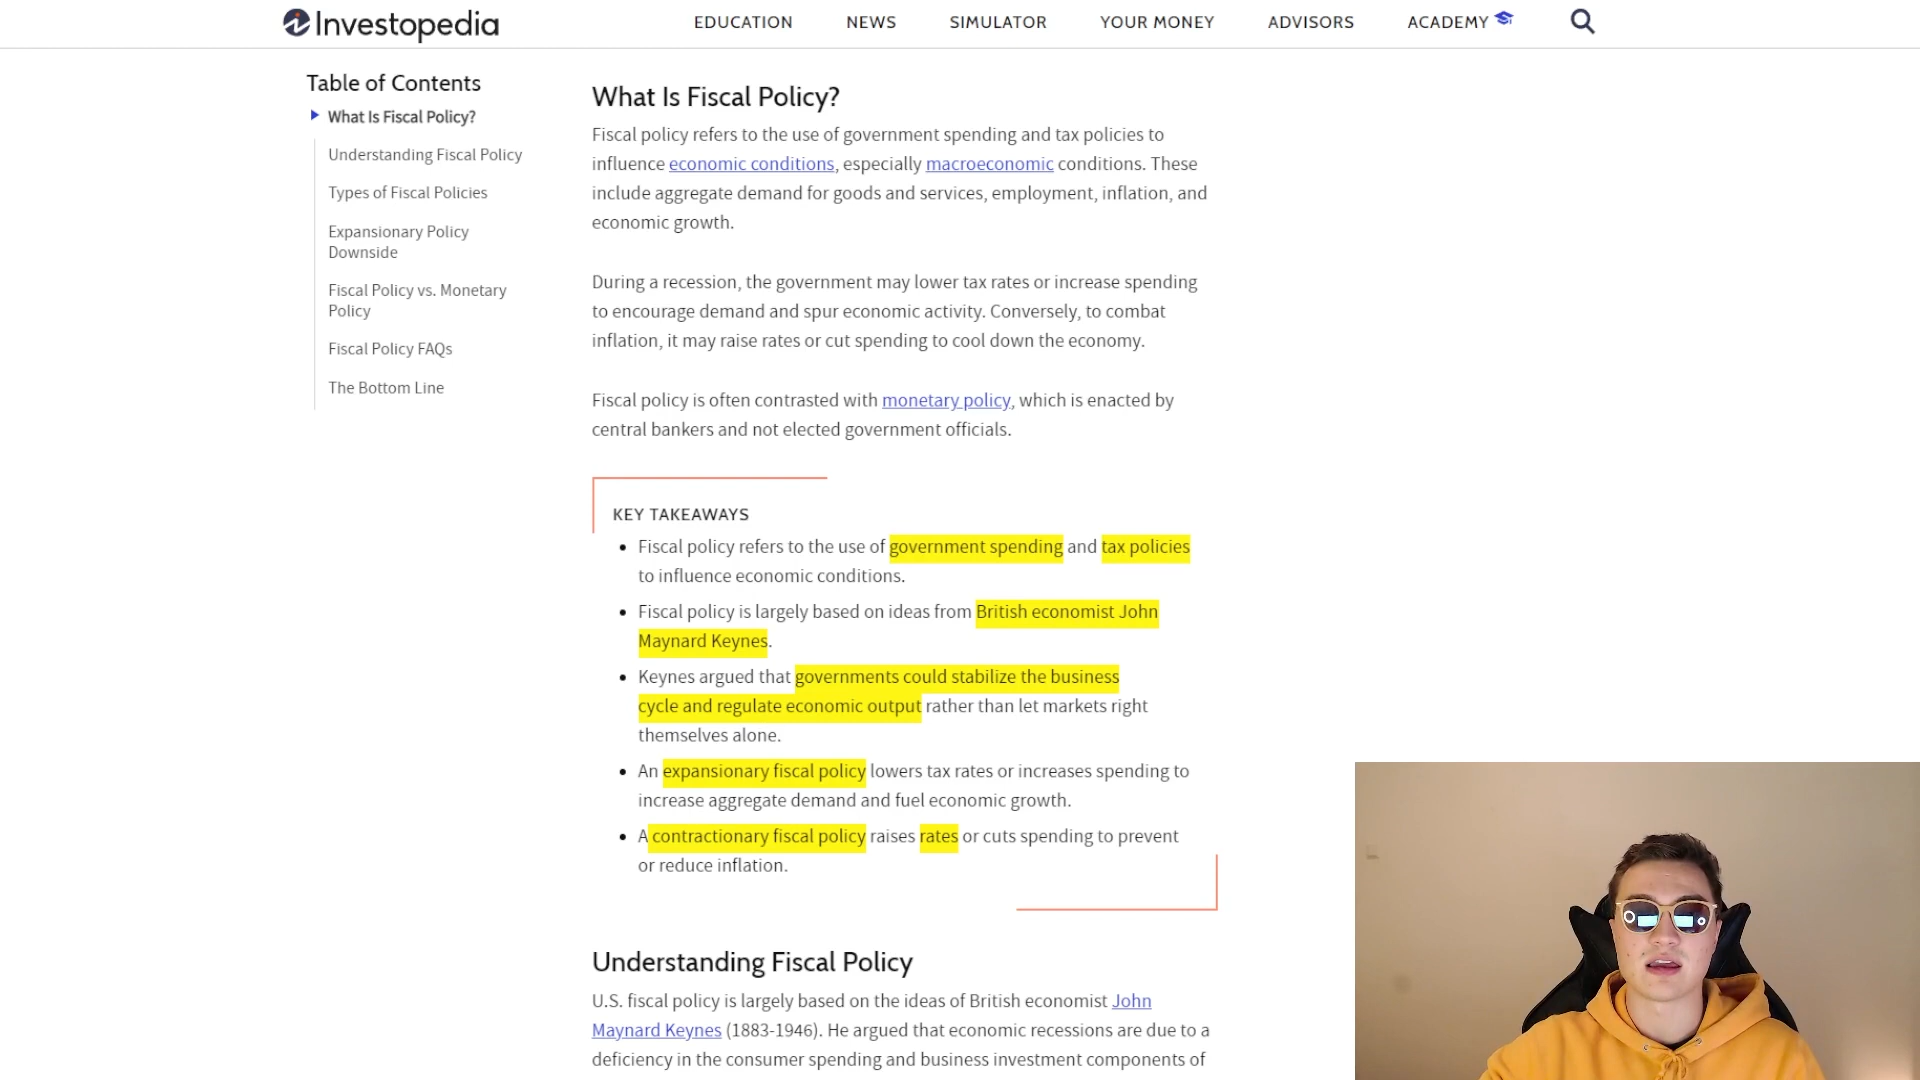 Investopedia
EDUCATION NEWS SIMULATOR YOUR MONEY ADVISORS ACADEMY
Table of Contents
What Is Fiscal Policy?
Understanding Fiscal Policy
Types of Fiscal Policies
Expansionary Policy
Downside
Fiscal Policy vs. Monetary
Policy
Fiscal Policy FAQs
The Bottom Line
What Is Fiscal Policy?
Fiscal policy refers to the use of government spending and tax policies to
influence economic conditions, especially macroeconomic conditions. These
include aggregate demand for goods and services, employment, inflation, and
economic growth.
During a recession, the government may lower tax rates or increase spending
to encourage demand and spur economic activity. Conversely, to combat
inflation, it may raise rates or cut spending to cool down the economy.
Fiscal policy is often contrasted with monetary policy, which is enacted by
central bankers and not elected government officials.
KEY TAKEAWAYS
• Fiscal policy refers to the use of government spending and tax policies
to influence economic conditions.
• Fiscal policy is largely based on ideas from British economist John
Maynard Keynes.
• Keynes argued that governments could stabilize the business
cycle and regulate economic output rather than let markets right
themselves alone.
• An expansionary fiscal policy lowers tax rates or increases spending to
increase aggregate demand and fuel economic growth.
• A contractionary fiscal policy raises rates or cuts spending to prevent
or reduce inflation.
Understanding Fiscal Policy
U.S. fiscal policy is largely based on the ideas of British economist John
Maynard Keynes (1883-1946). He argued that economic recessions are due to a
deficiency in the consumer spending and business investment components of